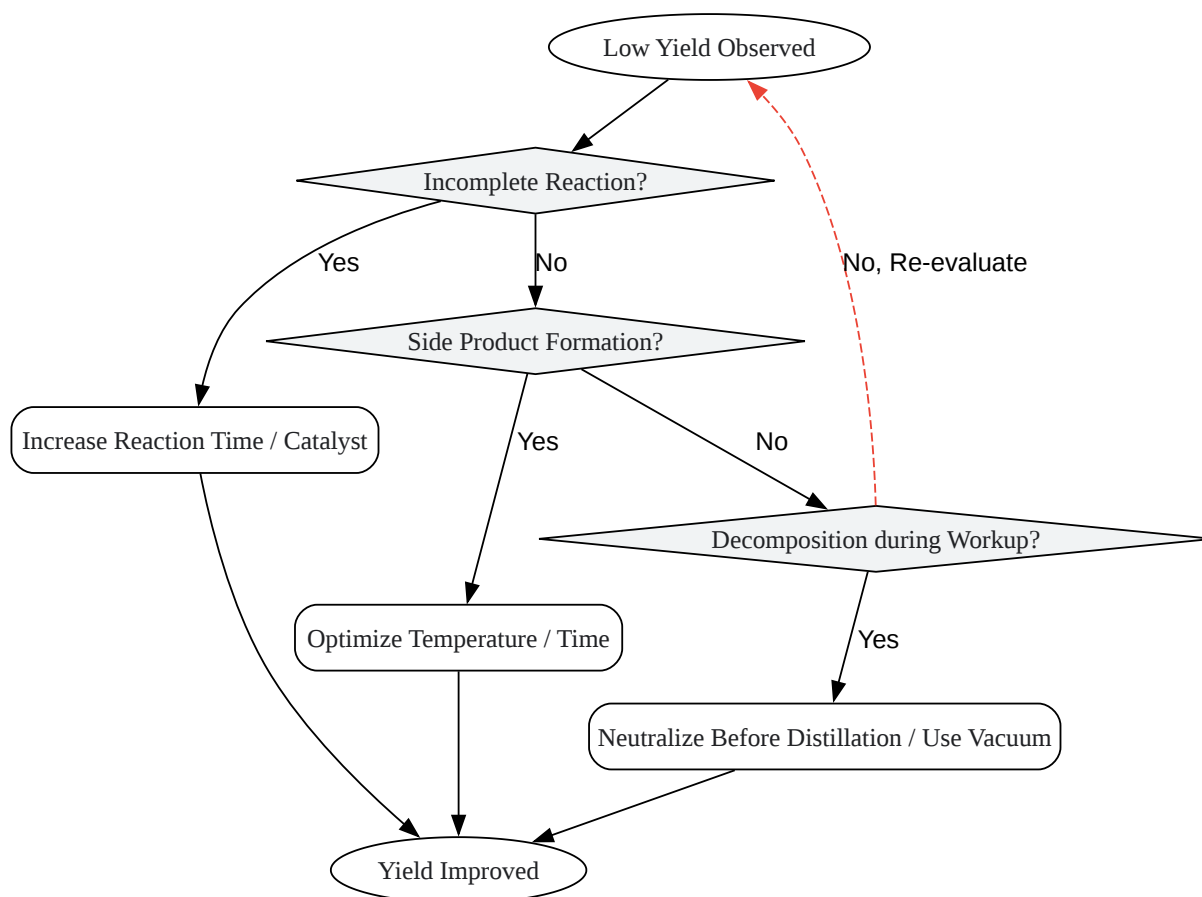 Low Yield Observed
Incomplete Reaction?
Yes
No
No, Re-evaluate
Side Product Formation?
Increase Reaction Time / Catalyst
Yes
No
Decomposition during Workup?
Optimize Temperature / Time
Yes
Neutralize Before Distillation / Use Vacuum
Yield Improved